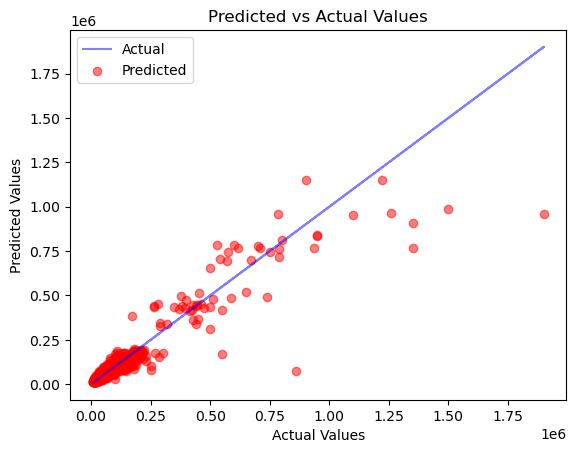 Predicted vs Actual Values
1e6
Actual
Predicted
1.75
1.50
1.25
1.00
0.75
0.50
0.25
0.00
Predicted Values
0.00 0.25 0.50 0.75 1.00 1.25 1.50 1.75
Actual Values
1e6